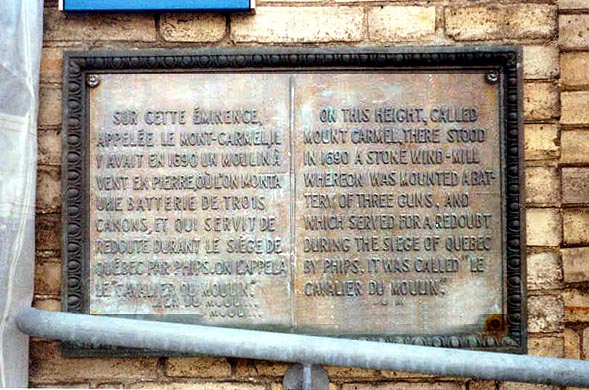 SUR CETTE ÉMINENCE,
APPELÉE LE MONT-CARMEL, IL
Y AVAIT EN 1690 UN MOULIN À
VENT EN PIERRE, OÙ L'ON MONTA
UNE BATTERIE DE TROIS
CANONS, ET QUI SERVIT DE
REDOUTE DURANT LE SIÈGE DE
QUÉBEC PAR PHIPS. ON L'APPELA
LE "CAVALIER DU MOULIN."
ON THIS HEIGHT, CALLED
MOUNT CARMEL, THERE STOOD
IN 1690 A STONE WIND-MILL
WHEREON WAS MOUNTED A BAT-
TERY OF THREE GUNS, AND
WHICH SERVED FOR A REDOUBT
DURING THE SIEGE OF QUEBEC
BY PHIPS. IT WAS CALLED "LE
CAVALIER DU MOULIN."